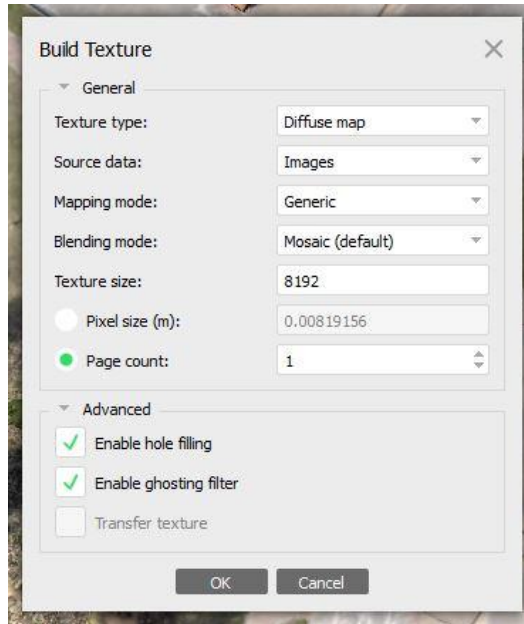 Build Texture
General
Texture type: Diffuse map
Source data: Images
Mapping mode: Generic
Blending mode: Mosaic (default)
Texture size: 8192
Pixel size (m): 0.00819156
Page count: 1
Advanced
Enable hole filling
Enable ghosting filter
Transfer texture
OK Cancel